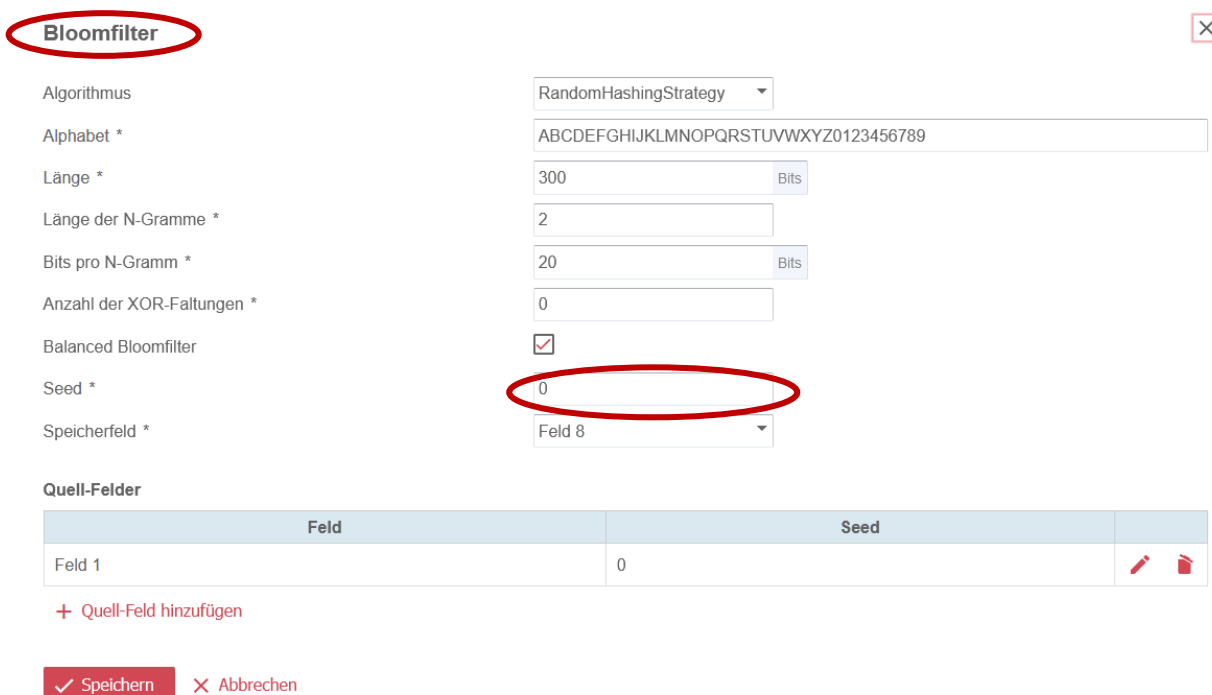 Bloomfilter
Algorithmus RandomHashingStrategy
Alphabet * ABCDEFGHIJKLMNOPQRSTUVWXYZ0123456789
Länge * 300 Bits
Länge der N-Gramme * 2
Bits pro N-Gramm * 20 Bits
Anzahl der XOR-Faltungen * 0
Balanced Bloomfilter
Seed * 0
Speicherfeld * Feld 8
Quell-Felder
Feld Seed
Feld 1 0
+ Quell-Feld hinzufügen
Speichern Abbrechen